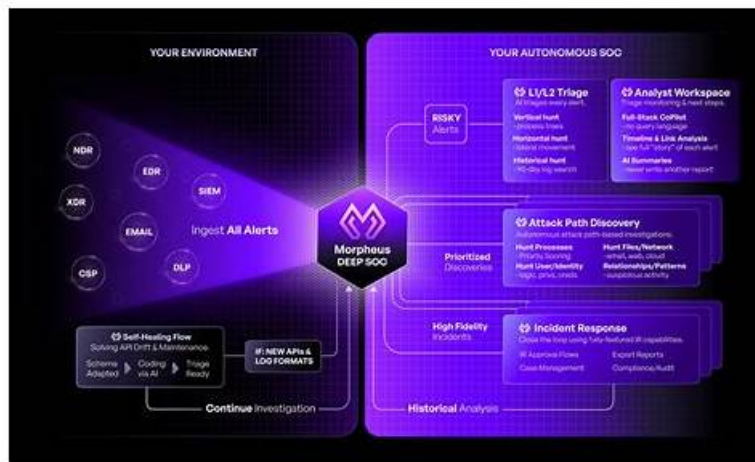 YOUR ENVIRONMENT
NDR
EDR
SIEM
XDR
EMAIL
CSP
DLP
Ingest All Alerts
Morpheus
DEEP SOC
Self-Healing Flow
Solving API Drift & Maintenance.
Schema
Adapted
Coding
via AI
Triage
Ready
IF: NEW APIs &
LOG FORMATS
Continue Investigation
YOUR AUTONOMOUS SOC
RISKY
Alerts
L1/L2 Triage
AI triages every alert.
Vertical hunt
-process trees
Horizontal hunt
-lateral movement
Historical hunt
-90-day log search
Analyst Workspace
Triage monitoring & next steps.
Full-Stack CoPilot
-no query language
Timeline & Link Analysis
-see full "story" of each alert
AI Summaries
-never write another report
Prioritized
Discoveries
Attack Path Discovery
Autonomous attack path-based investigations.
Hunt Processes
-Priority Scoring
Hunt User/Identity
-logic, privs, creds
Hunt Files/Network
-email, web, cloud
Relationships/Patterns
-suspicious activity
High Fidelity
Incidents
Incident Response
Close the loop using fully-featured IR capabilities.
IR Approve Flows
Export Reports
Case Management
Compliance/Audit
Historical Analysis